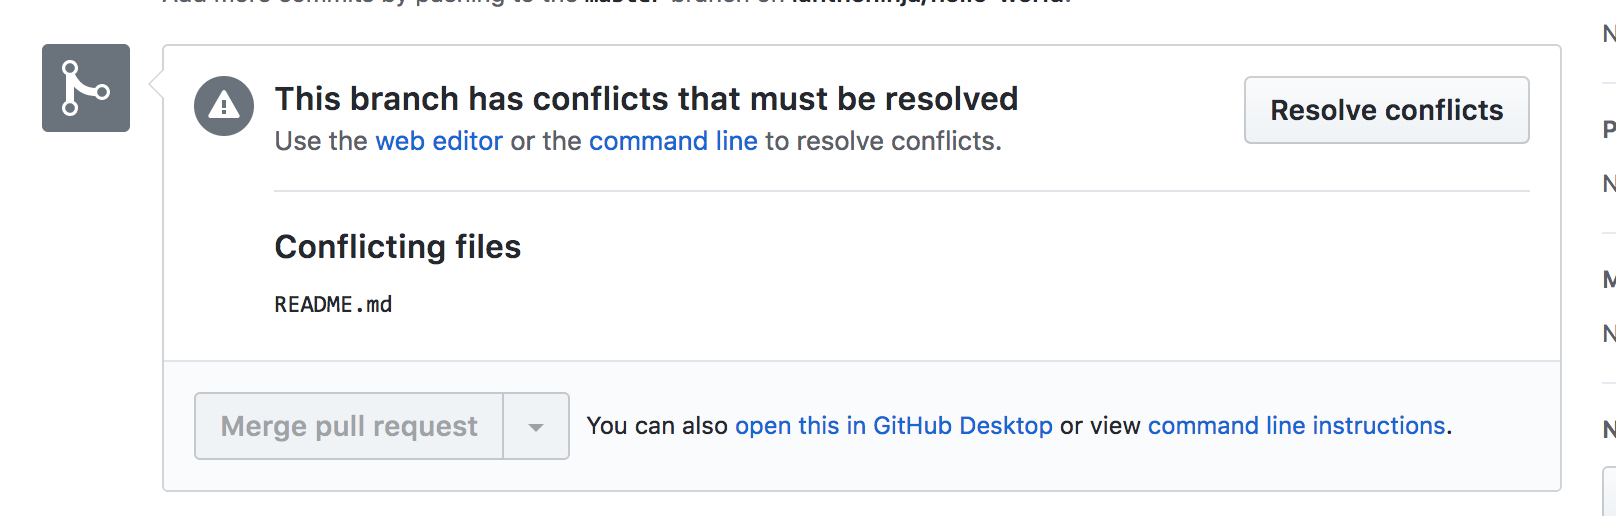 This branch has conflicts that must be resolved
Use the web editor or the command line to resolve conflicts.
Resolve conflicts
Conflicting files
README.md
Merge pull request
You can also open this in GitHub Desktop or view command line instructions.